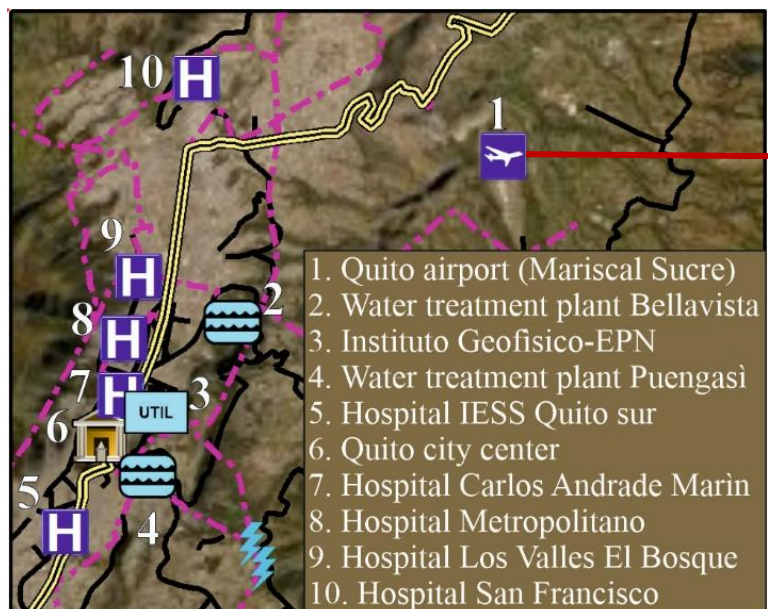 10
H
1
9
H
2
8
H
7
H
3
UTIL
6
5
H
4
1. Quito airport (Mariscal Sucre)
2. Water treatment plant Bellavista
3. Instituto Geofisico-EPN
4. Water treatment plant Puengasì
5. Hospital IESS Quito sur
6. Quito city center
7. Hospital Carlos Andrade Marìn
8. Hospital Metropolitano
9. Hospital Los Valles El Bosque
10. Hospital San Francisco